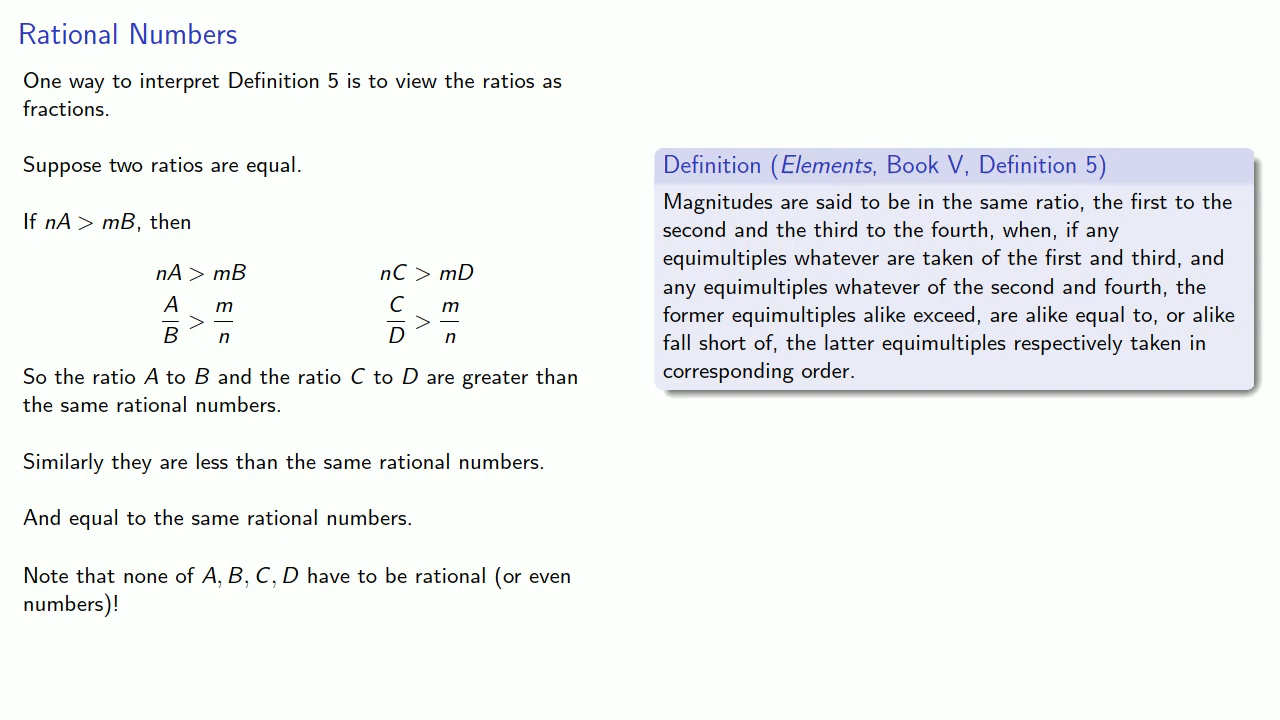 Rational Numbers
One way to interpret Definition 5 is to view the ratios as
fractions.
Suppose two ratios are equal.
If nA > mB, then
nA > mB nC > mD
A/B > m/n C/D > m/n
So the ratio A to B and the ratio C to D are greater than
the same rational numbers.
Similarly they are less than the same rational numbers.
And equal to the same rational numbers.
Note that none of A, B, C, D have to be rational (or even
numbers)!
Definition (Elements, Book V, Definition 5)
Magnitudes are said to be in the same ratio, the first to the
second and the third to the fourth, when, if any
equimultiples whatever are taken of the first and third, and
any equimultiples whatever of the second and fourth, the
former equimultiples alike exceed, are alike equal to, or alike
fall short of, the latter equimultiples respectively taken in
corresponding order.